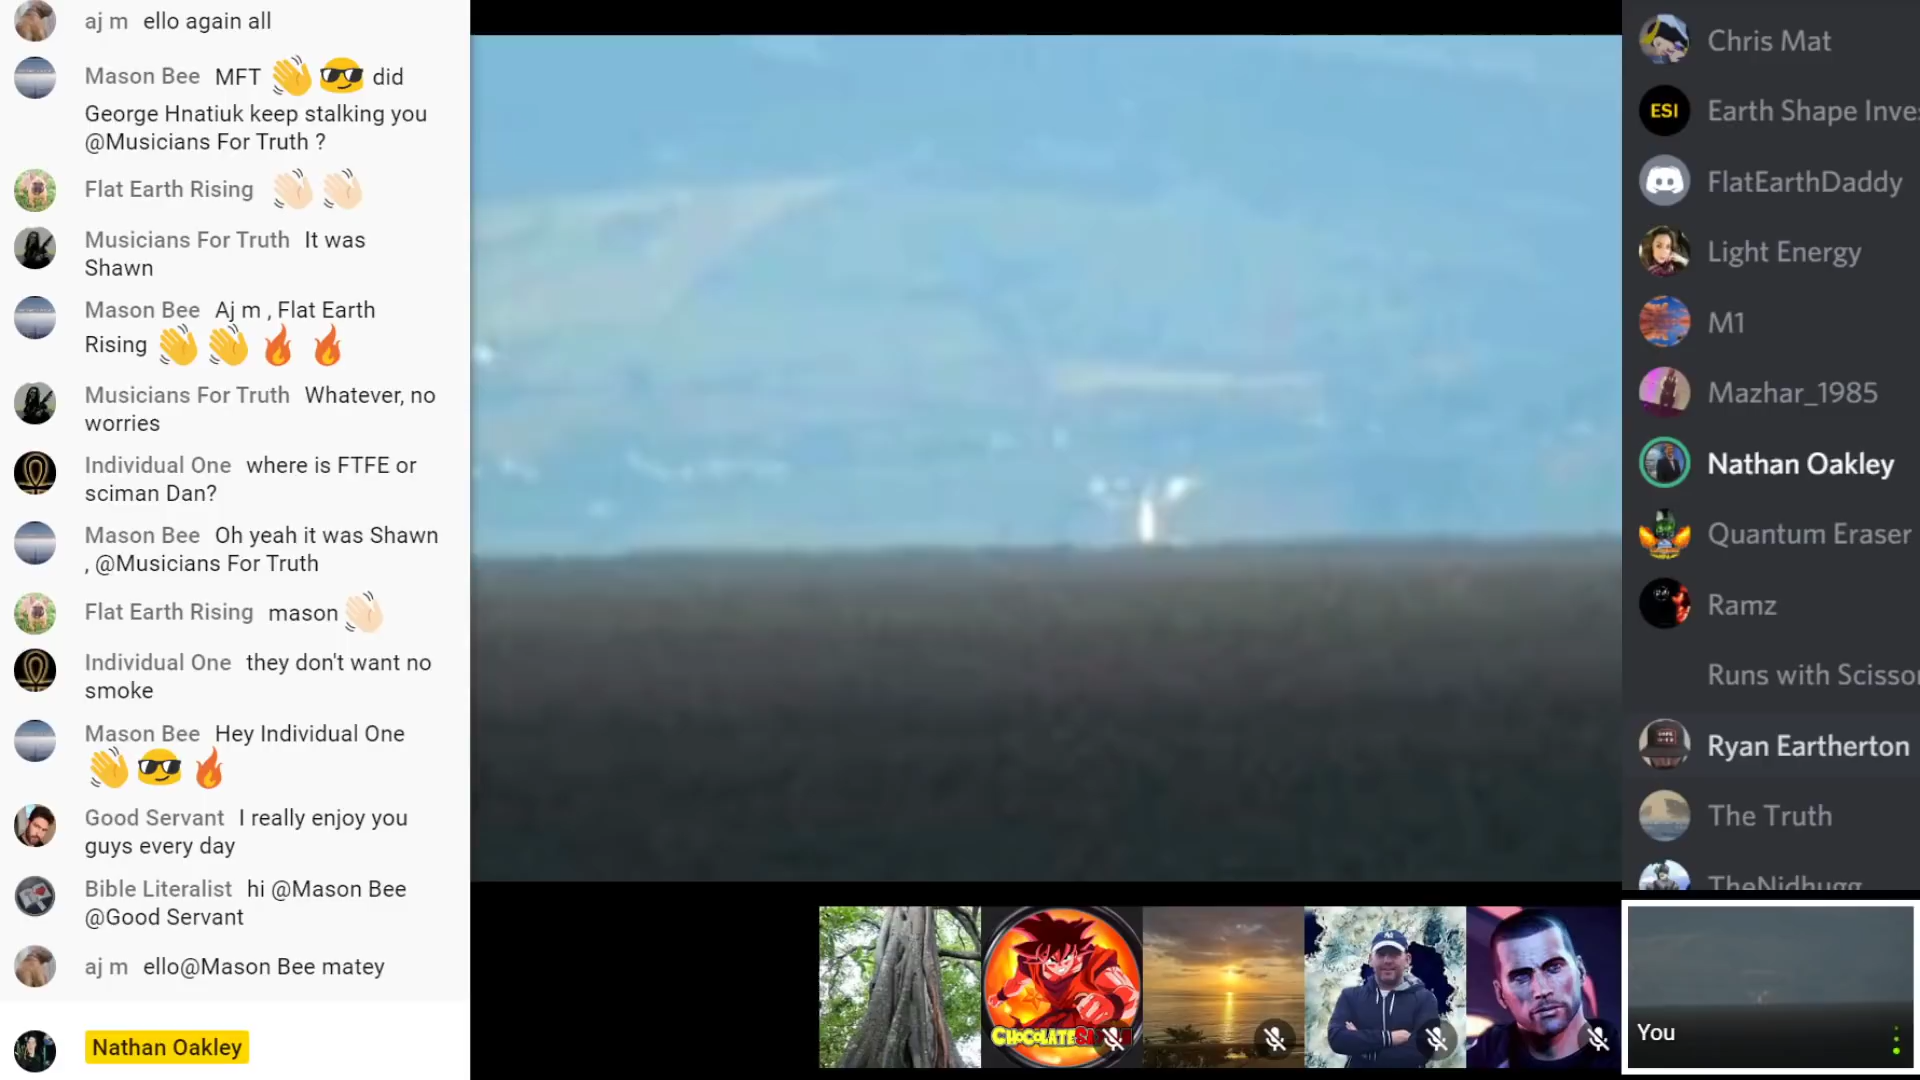 aj m ello again all
Mason Bee MFT 👋 😎 did
George Hnatiuk keep stalking you
@Musicians For Truth ?
Flat Earth Rising 👋🏻 👋🏻
Musicians For Truth It was
Shawn
Mason Bee Aj m , Flat Earth
Rising 👋 👋 🔥 🔥
Musicians For Truth Whatever, no
worries
Individual One where is FTFE or
sciman Dan?
Mason Bee Oh yeah it was Shawn
, @Musicians For Truth
Flat Earth Rising mason 👋🏻
Individual One they don't want no
smoke
Mason Bee Hey Individual One
👋 😎 🔥
Good Servant I really enjoy you
guys every day
Bible Literalist hi @Mason Bee
@Good Servant
aj m ello@Mason Bee matey
Nathan Oakley
Chris Mat
ESI
Earth Shape Inves
FlatEarthDaddy
Light Energy
M1
Mazhar_1985
Nathan Oakley
Quantum Eraser
Ramz
Runs with Scissor
Ryan Eartherton
The Truth
TheNidhugg
You